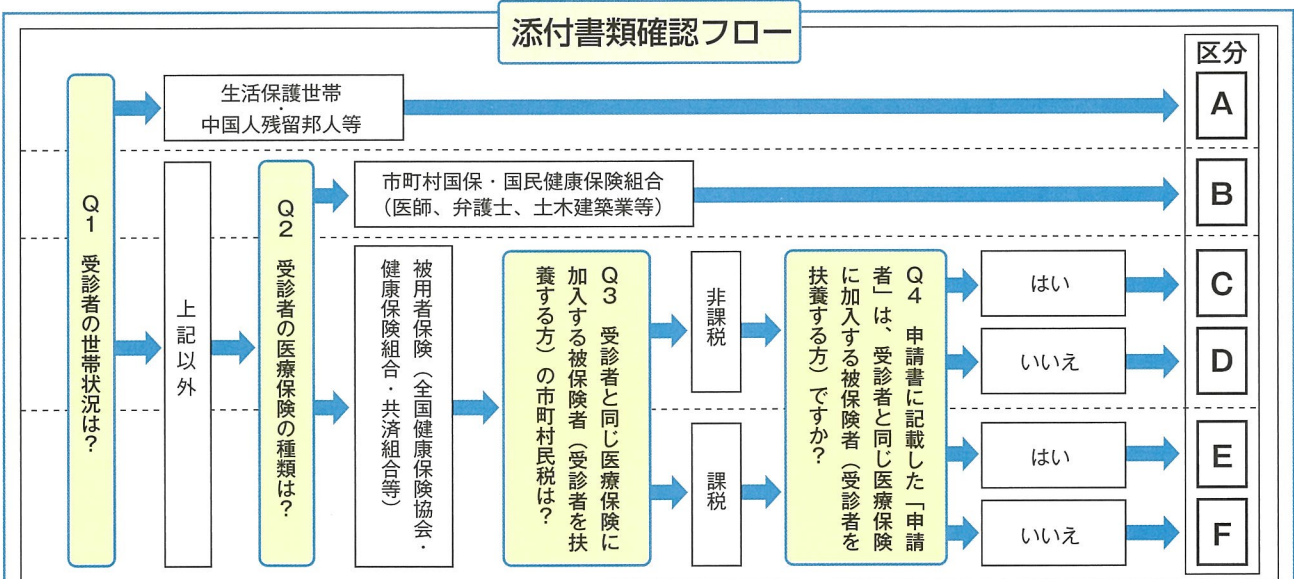 添付書類確認フロー
区分
Q1 受診者の世帯状況は？
生活保護世帯
・
中国人残留邦人等
A
上記以外
Q2 受診者の医療保険の種類は？
市町村国保・国民健康保険組合
（医師、弁護士、土木建築業等）
B
被用者保険（全国健康保険協会・
健康保険組合・共済組合等）
Q3 受診者と同じ医療保険に
加入する被保険者（受診者を扶
養する方）の市町村民税は？
非課税
課税
Q4 申請書に記載した「申請
者」は、受診者と同じ医療保険
に加入する被保険者（受診者を
扶養する方）ですか？
はい
C
いいえ
D
はい
E
いいえ
F